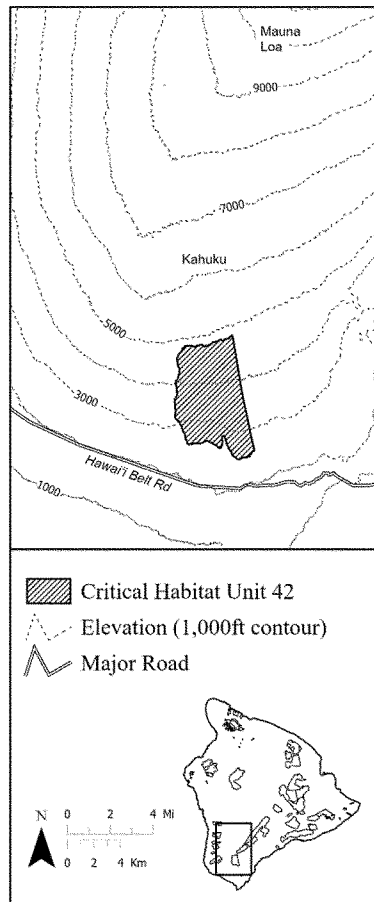 Mauna
Loa
9000
7000
Kahuku
5000
3000
Hawai'i Belt Rd
1000
Critical Habitat Unit 42
Elevation (1,000ft contour)
Major Road
N
0 2 4 Mi
0 2 4 Km